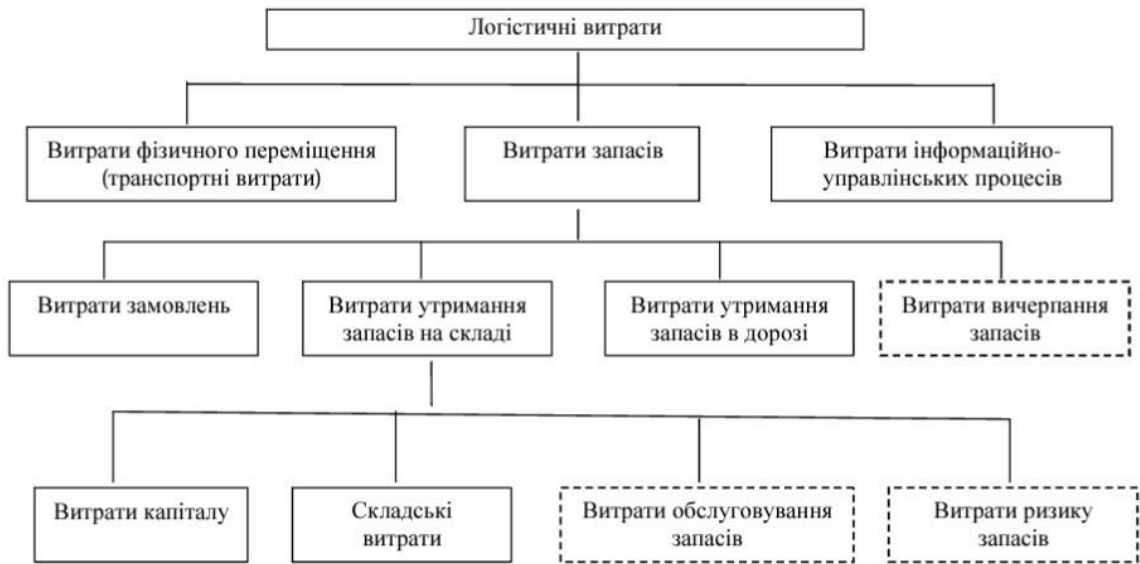 Логістичні витрати
Витрати фізичного переміщення
(транспортні витрати)
Витрати запасів
Витрати інформаційно-
управлінських процесів
Витрати замовлень
Витрати утримання
запасів на складі
Витрати утримання
запасів в дорозі
Витрати вичерпання
запасів
Витрати капіталу
Складські
витрати
Витрати обслуговування
запасів
Витрати ризику
запасів